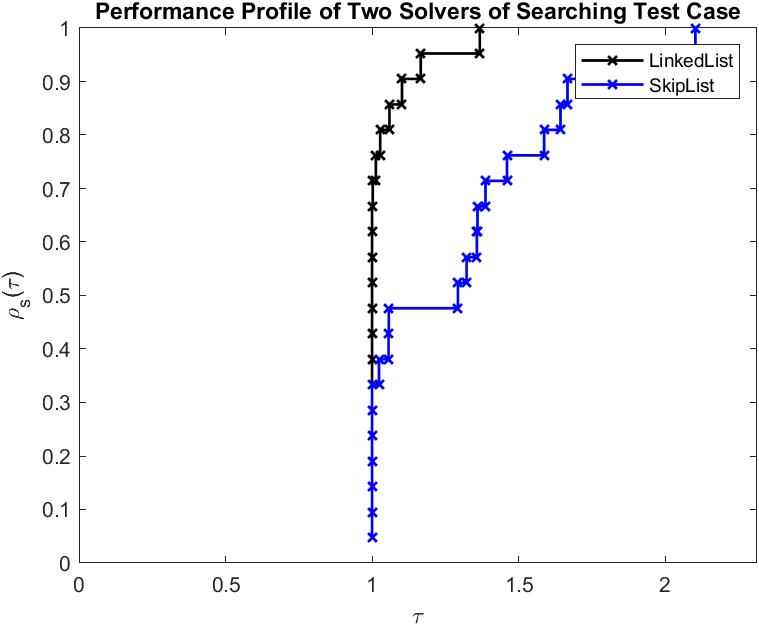 Performance Profile of Two Solvers of Searching Test Case
1
0.9
0.8
0.7
0.6
0.5
0.4
0.3
0.2
0.1
0
ρs(τ)
LinkedList
SkipList
0 0.5 1 1.5 2
τ